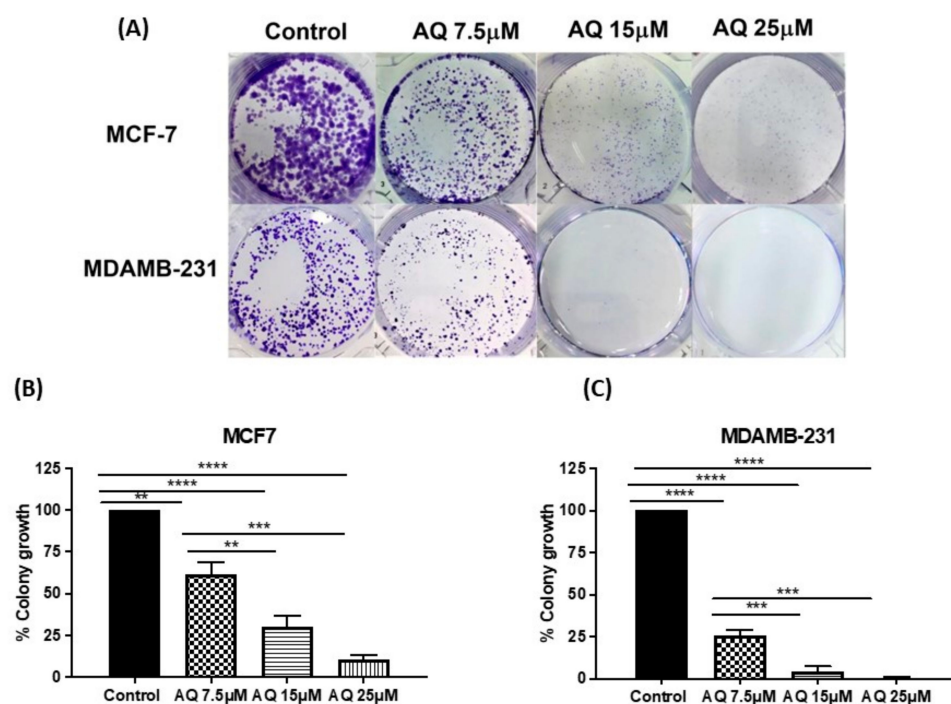 (A)
Control AQ 7.5µM AQ 15µM AQ 25µM
MCF-7
MDAMB-231
(B)
MCF7
% Colony growth
125
100
75
50
25
0
****
****
**
***
**
Control AQ 7.5µM AQ 15µM AQ 25µM
(C)
MDAMB-231
% Colony growth
125
100
75
50
25
0
****
****
****
***
***
Control AQ 7.5µM AQ 15µM AQ 25µM